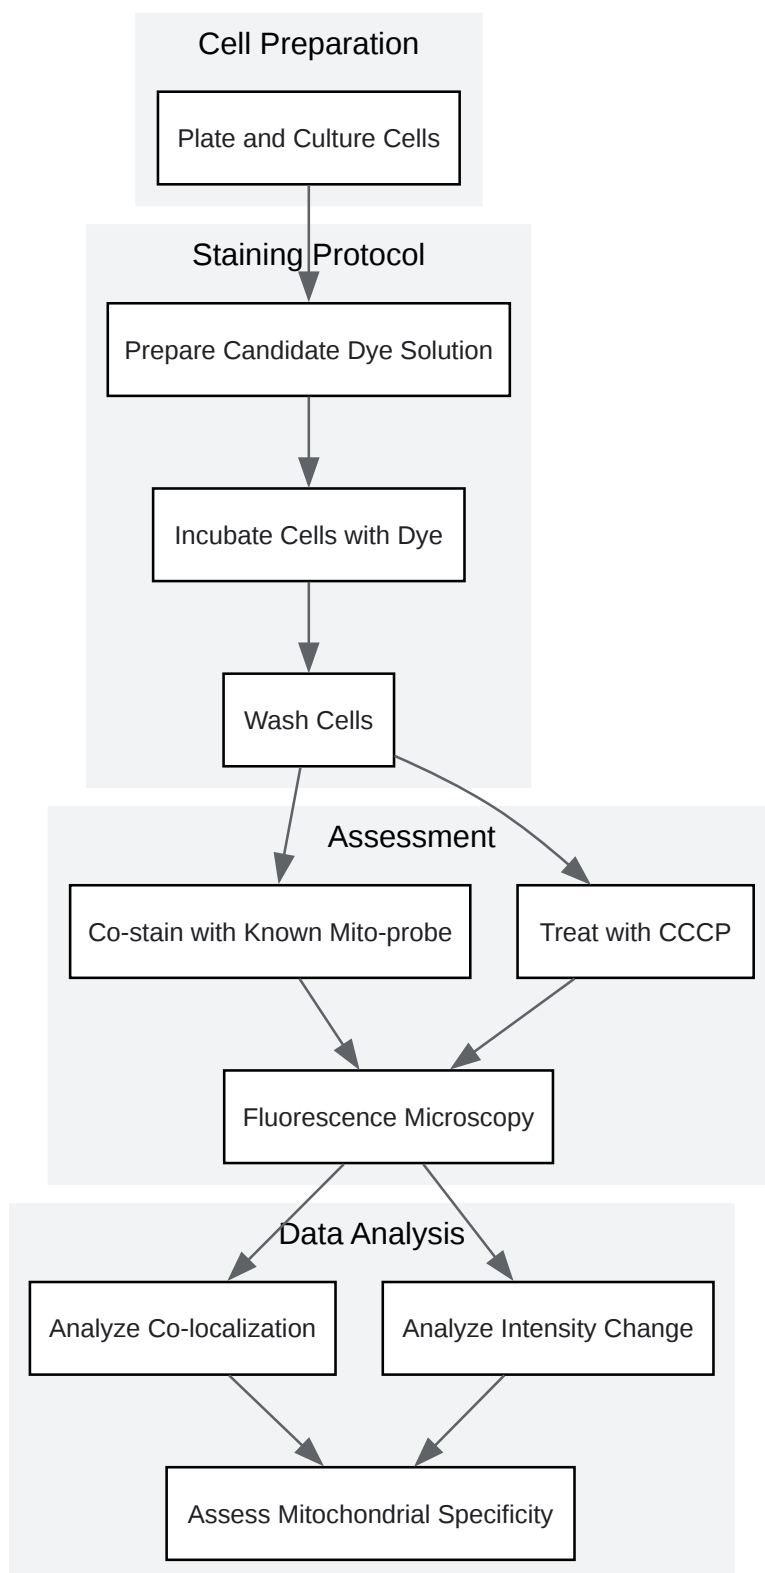 Cell Preparation
Plate and Culture Cells
Staining Protocol
Prepare Candidate Dye Solution
Incubate Cells with Dye
Wash Cells
Assessment
Co-stain with Known Mito-probe
Treat with CCCP
Fluorescence Microscopy
Data Analysis
Analyze Co-localization
Analyze Intensity Change
Assess Mitochondrial Specificity